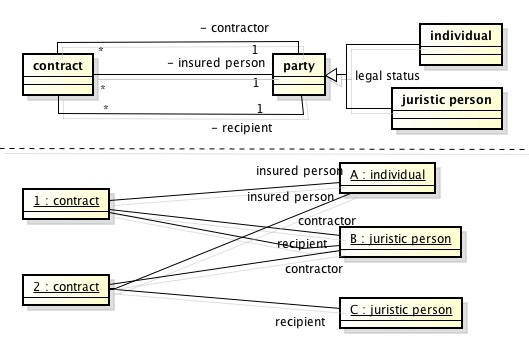 - contractor
individual
* 1
contract
- insured person
party
legal status
* 1
juristic person
* 1
- recipient
insured person
A : individual
1 : contract
insured person
contractor
B : juristic person
recipient
contractor
2 : contract
C : juristic person
recipient